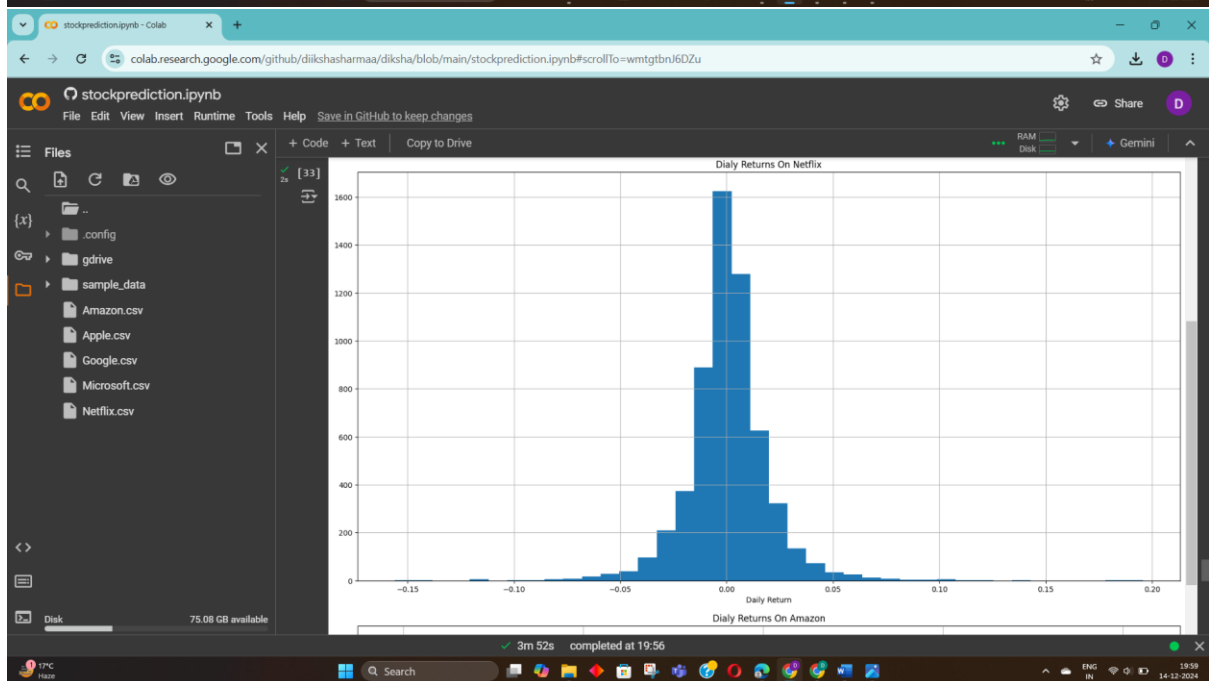 stockprediction.ipynb - Colab
colab.research.google.com/github/diikshasharmaa/diksha/blob/main/stockprediction.ipynb#scrollTo=wmtgtbnJ6DZu
D
CO
stockprediction.ipynb
File Edit View Insert Runtime Tools Help Save in GitHub to keep changes
Share
D
Files
+ Code + Text Copy to Drive
RAM
Disk
Gemini
{x}
..
.config
gdrive
sample_data
Amazon.csv
Apple.csv
Google.csv
Microsoft.csv
Netflix.csv
Disk 75.08 GB available
[33]
2s
Dialy Returns On Netflix
1600
1400
1200
1000
800
600
400
200
0
−0.15 −0.10 −0.05 0.00 0.05 0.10 0.15 0.20
Daily Return
Dialy Returns On Amazon
3m 52s completed at 19:56
1
17°C
Haze
Search
ENG
IN
19:59
14-12-2024